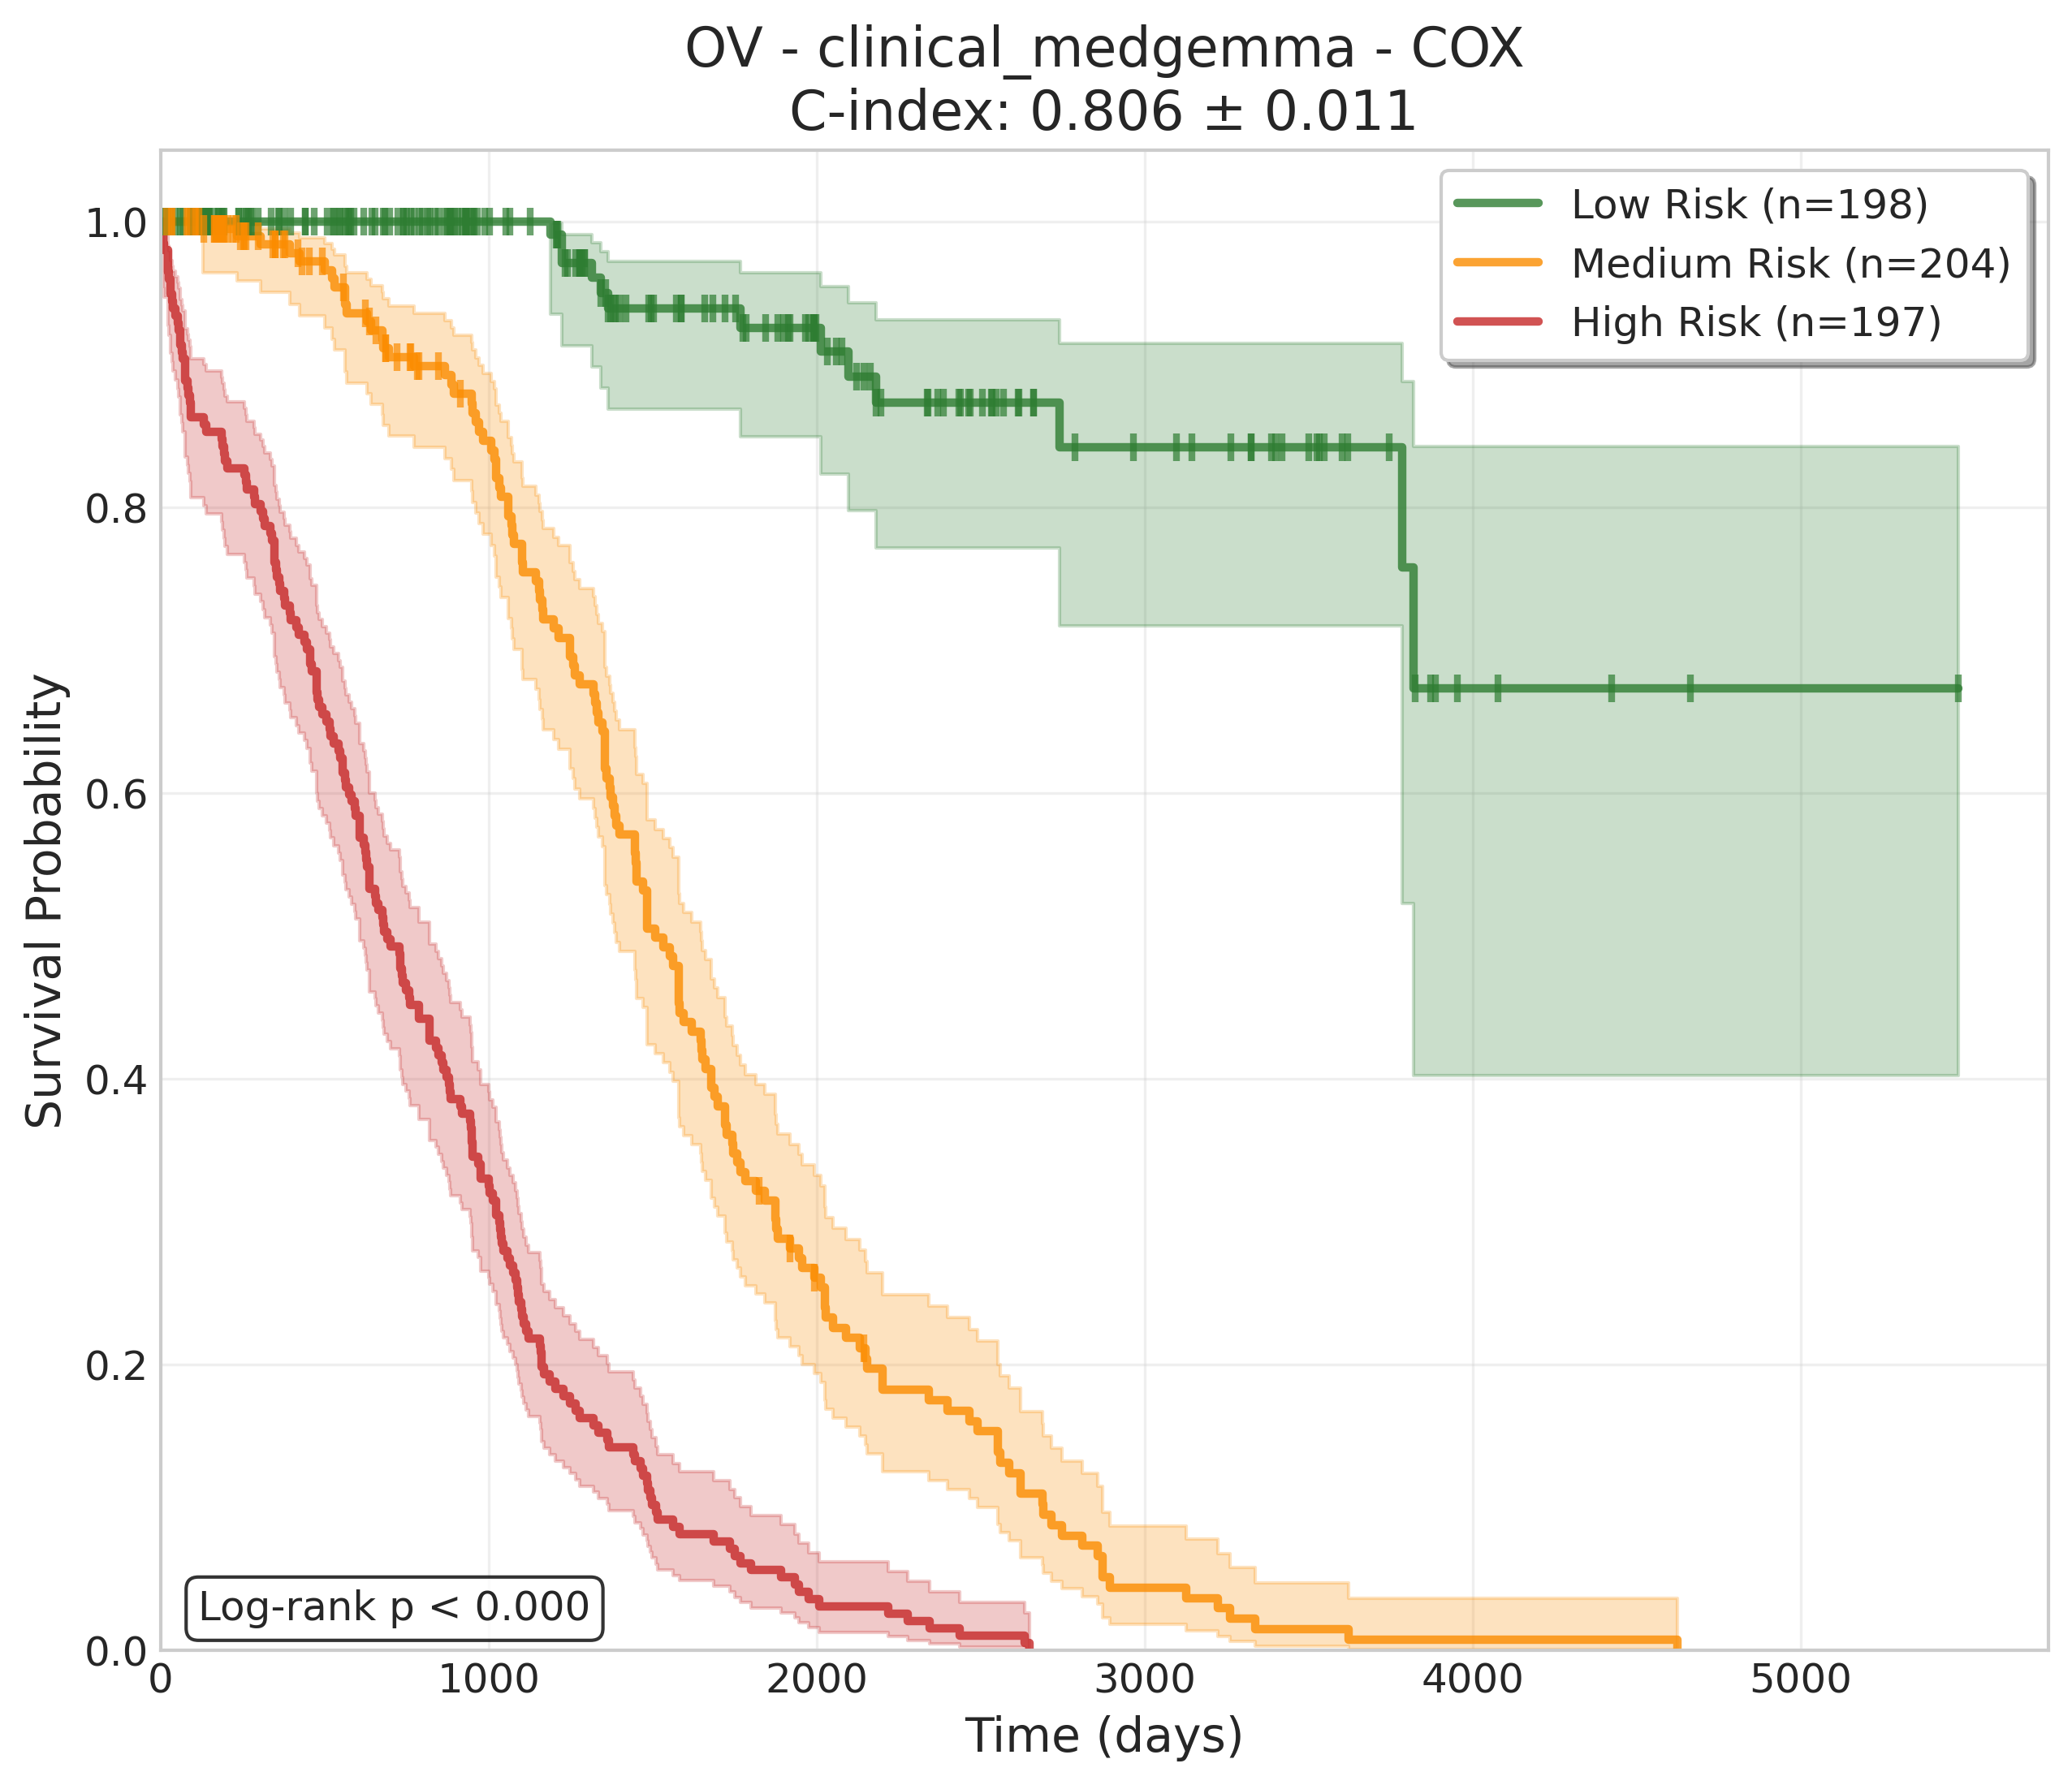 OV - clinical_medgemma - COX
C-index: 0.806 ± 0.011
Low Risk (n=198)
Medium Risk (n=204)
High Risk (n=197)
Survival Probability
1.0
0.8
0.6
0.4
0.2
0.0
Log-rank p < 0.000
0 1000 2000 3000 4000 5000
Time (days)